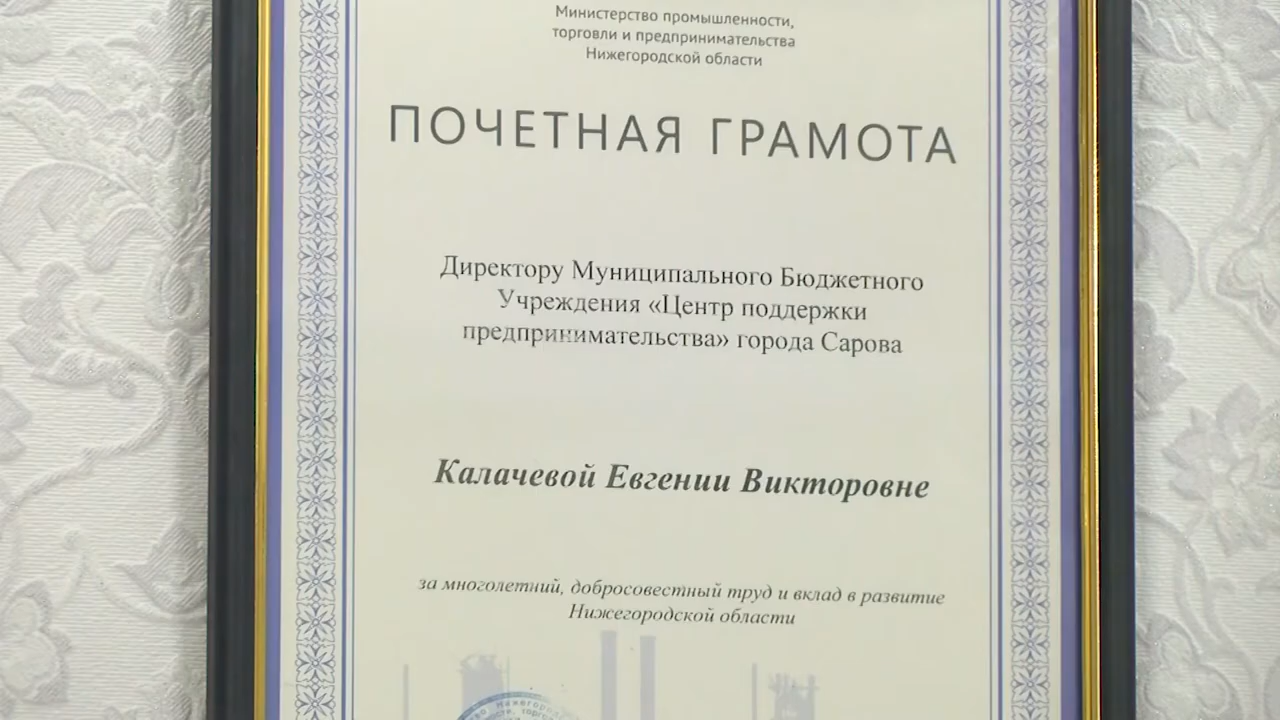 Министерство промышленности,
торговли и предпринимательства
Нижегородской области
ПОЧЕТНАЯ ГРАМОТА
Директору Муниципального Бюджетного
Учреждения «Центр поддержки
предпринимательства» города Сарова
Калачевой Евгении Викторовне
за многолетний, добросовестный труд и вклад в развитие
Нижегородской области